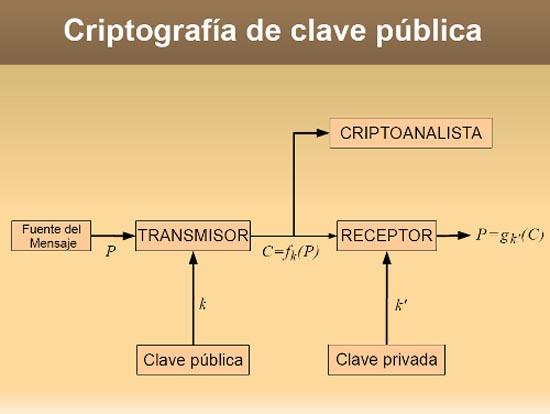 Criptografía de clave pública
CRIPTOANALISTA
Fuente del
Mensaje
P
TRANSMISOR
C=fk(P)
RECEPTOR
P=gk'(C)
k
k'
Clave pública
Clave privada